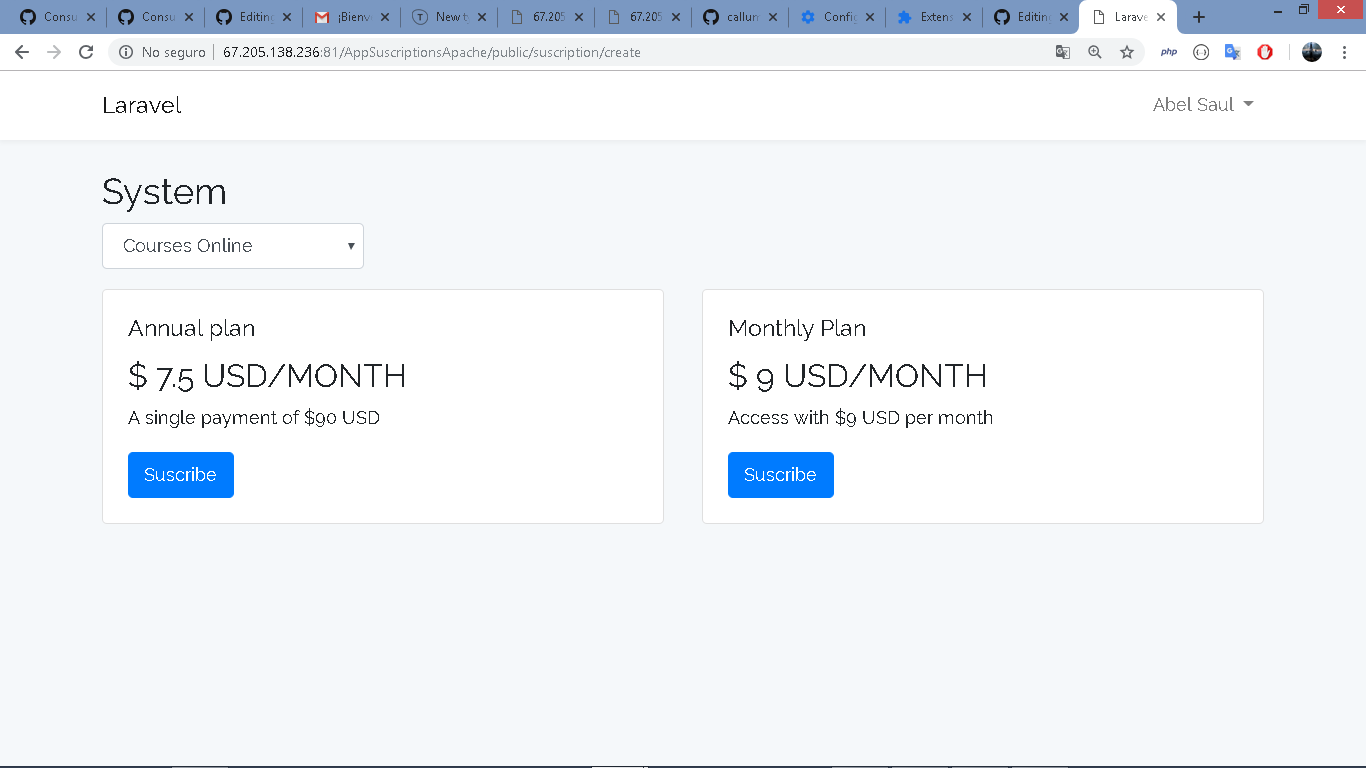 Consu
Consu
Editing
¡Bienv
New t
67.205
67.205
callum
Config
Extens
Editing
Larave
No seguro
67.205.138.236:81/AppSuscriptionsApache/public/suscription/create
php
Laravel
Abel Saul
System
Courses Online
Annual plan
$ 7.5 USD/MONTH
A single payment of $90 USD
Suscribe
Monthly Plan
$ 9 USD/MONTH
Access with $9 USD per month
Suscribe